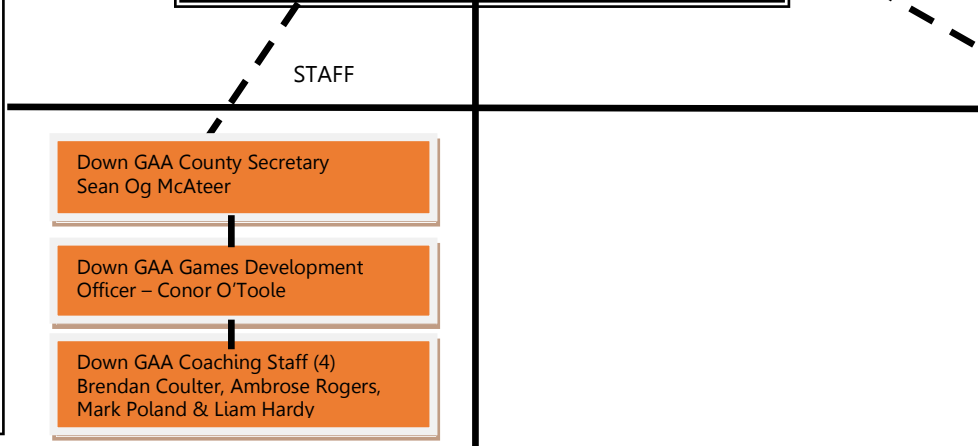 STAFF
Down GAA County Secretary
Sean Og McAteer
Down GAA Games Development
Officer – Conor O'Toole
Down GAA Coaching Staff (4)
Brendan Coulter, Ambrose Rogers,
Mark Poland & Liam Hardy